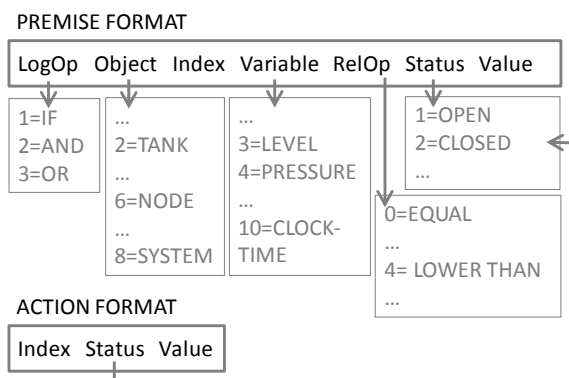 PREMISE FORMAT
LogOp Object Index Variable RelOp Status Value
1=IF
2=AND
3=OR
...
2=TANK
...
6=NODE
...
8=SYSTEM
...
3=LEVEL
4=PRESSURE
...
10=CLOCK-
TIME
1=OPEN
2=CLOSED
...
0=EQUAL
...
4= LOWER THAN
...
ACTION FORMAT
Index Status Value